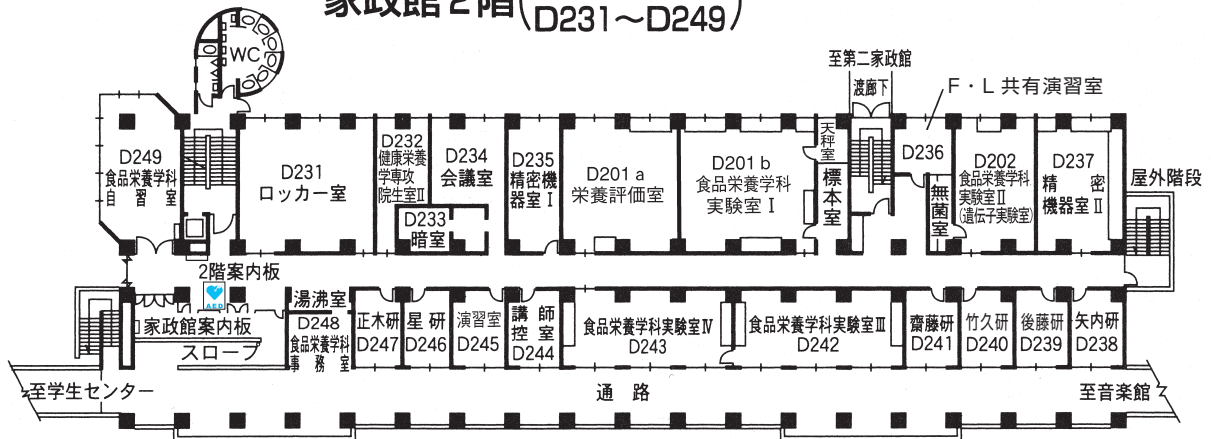 家政館2階(D231〜D249)
WC
至第二家政館
渡廊下
F・L共有演習室
D249
食品栄養学科
自習室
D231
ロッカー室
D232
健康栄養
学専攻
院生室Ⅱ
D233
暗室
D234
会議室
D235
精密機
器室Ⅰ
D201a
栄養評価室
D201b
食品栄養学科
実験室Ⅰ
天秤室
標本室
D236
無菌室
D202
食品栄養学科
実験室Ⅱ
(遺伝子実験室)
D237
精密
機器室Ⅱ
屋外階段
2階案内板
AED
家政館案内板
スロープ
湯沸室
D248
食品栄養学科
事務室
正木研
D247
星研
D246
演習室
D245
講師
控室
D244
食品栄養学科実験室Ⅳ
D243
食品栄養学科実験室Ⅲ
D242
齋藤研
D241
竹久研
D240
後藤研
D239
矢内研
D238
至学生センター
通路
至音楽館